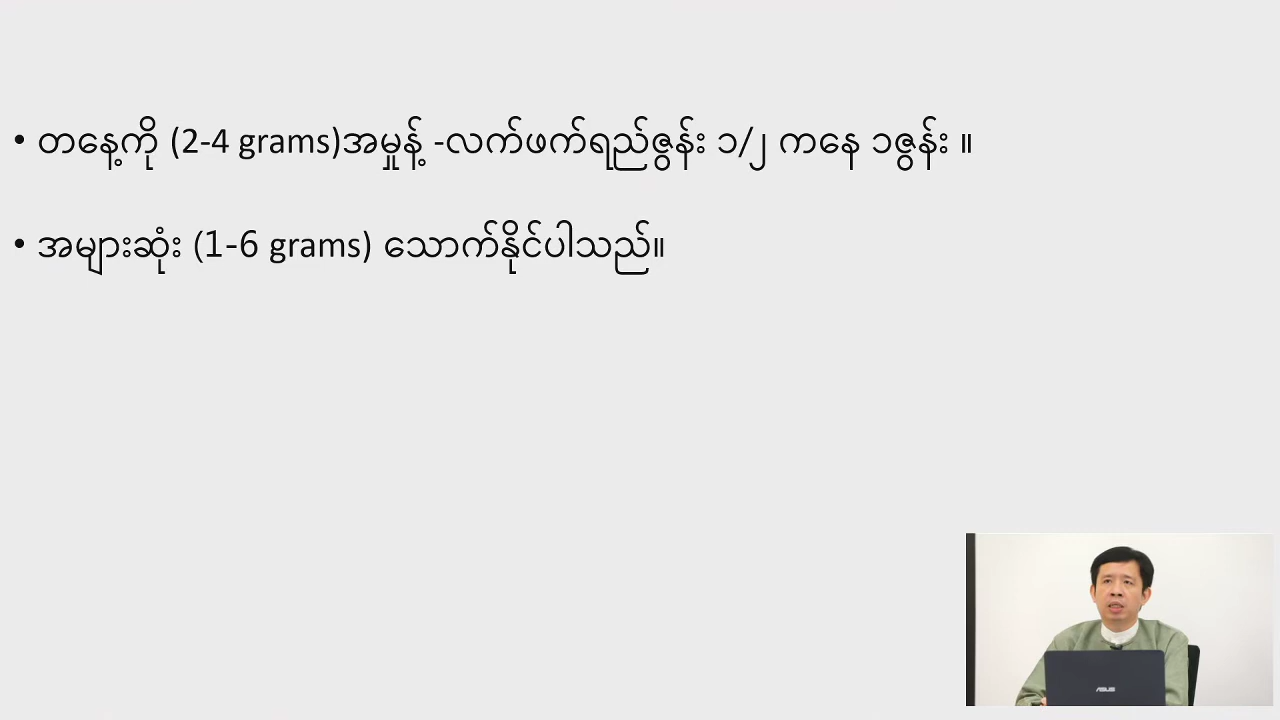 • တနေ့ကို (2-4 grams)အမှုန့် -လက်ဖက်ရည်ဇွန်း ၁/၂ ကနေ ၁ဇွန်း ။
• အများဆုံး (1-6 grams) သောက်နိုင်ပါသည်။
ASUS